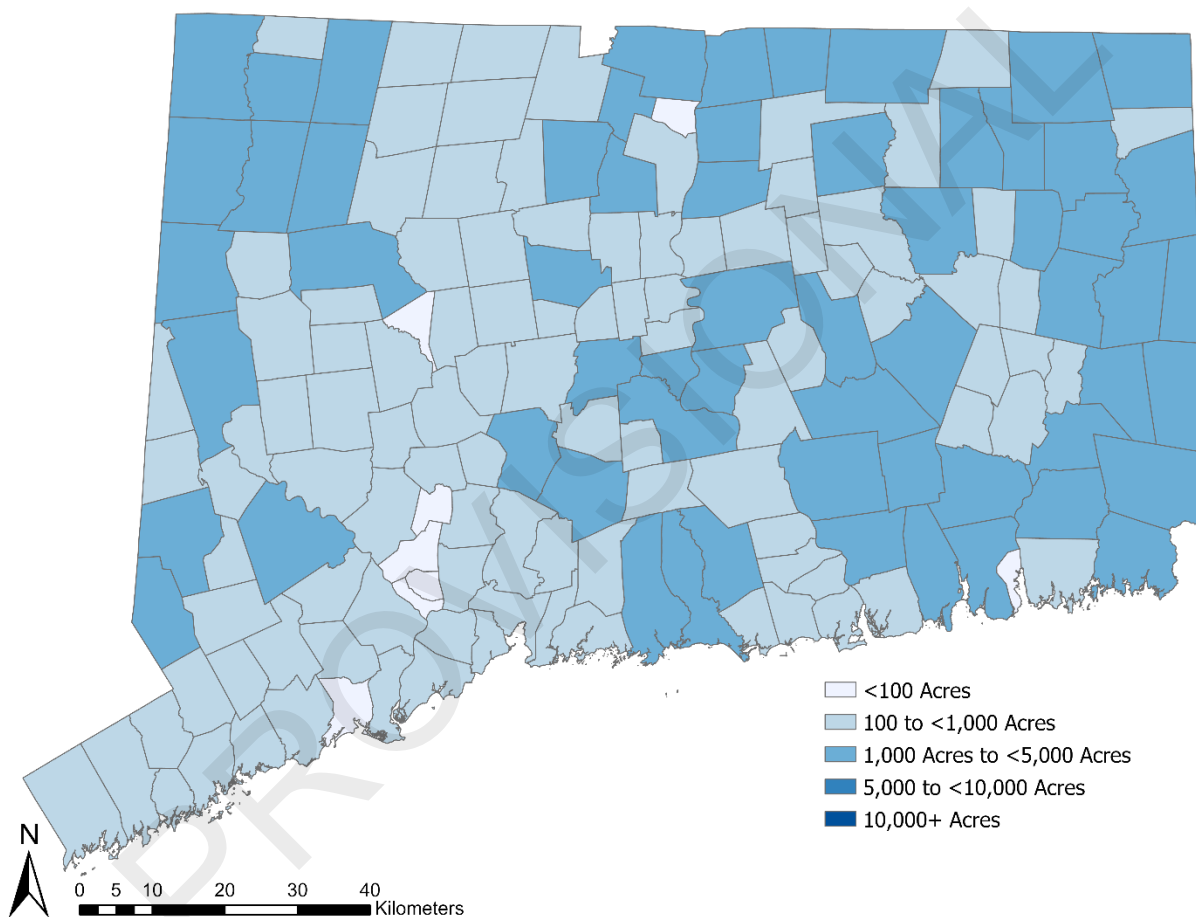 PROVISIONAL
<100 Acres
100 to <1,000 Acres
1,000 Acres to <5,000 Acres
5,000 to <10,000 Acres
10,000+ Acres
N
0 5 10 20 30 40
Kilometers